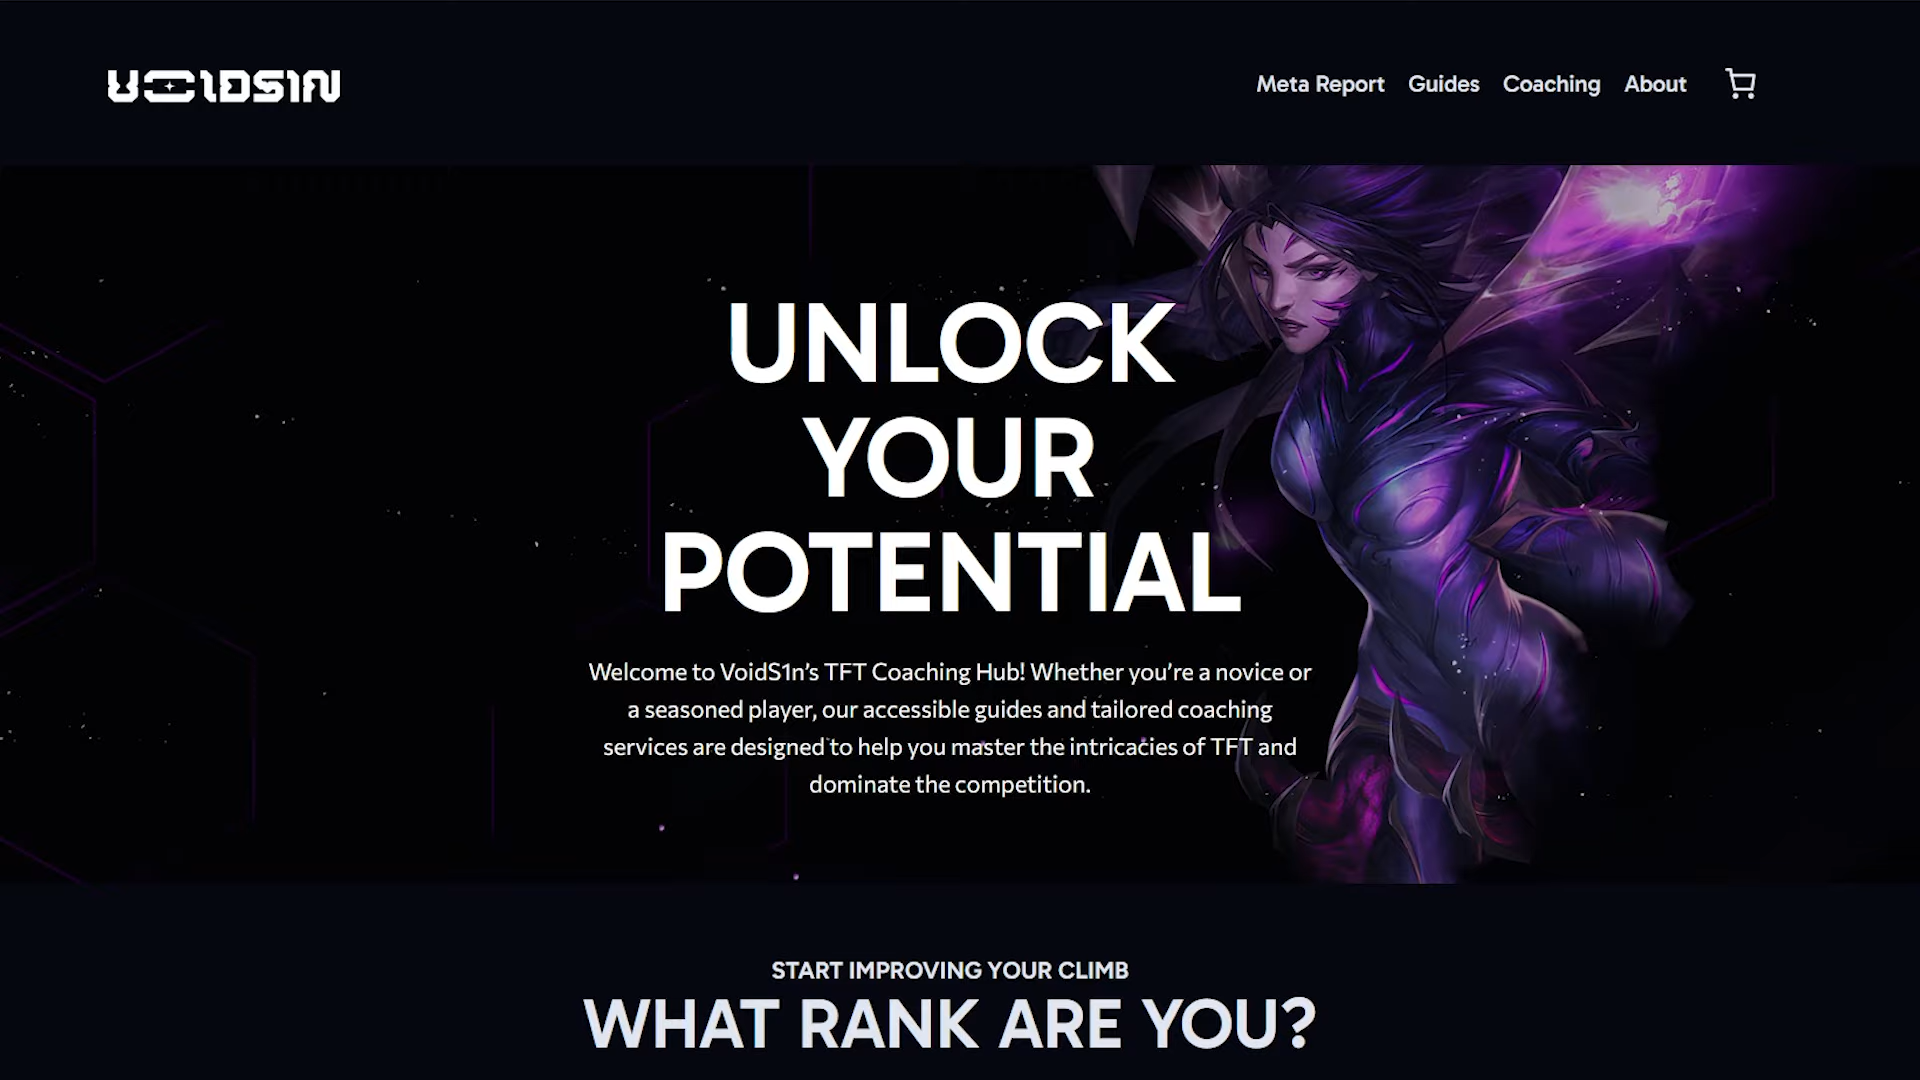 VOIDS1N
Meta Report
Guides
Coaching
About
UNLOCK
YOUR
POTENTIAL
Welcome to VoidS1n’s TFT Coaching Hub! Whether you’re a novice or
a seasoned player, our accessible guides and tailored coaching
services are designed to help you master the intricacies of TFT and
dominate the competition.
START IMPROVING YOUR CLIMB
WHAT RANK ARE YOU?